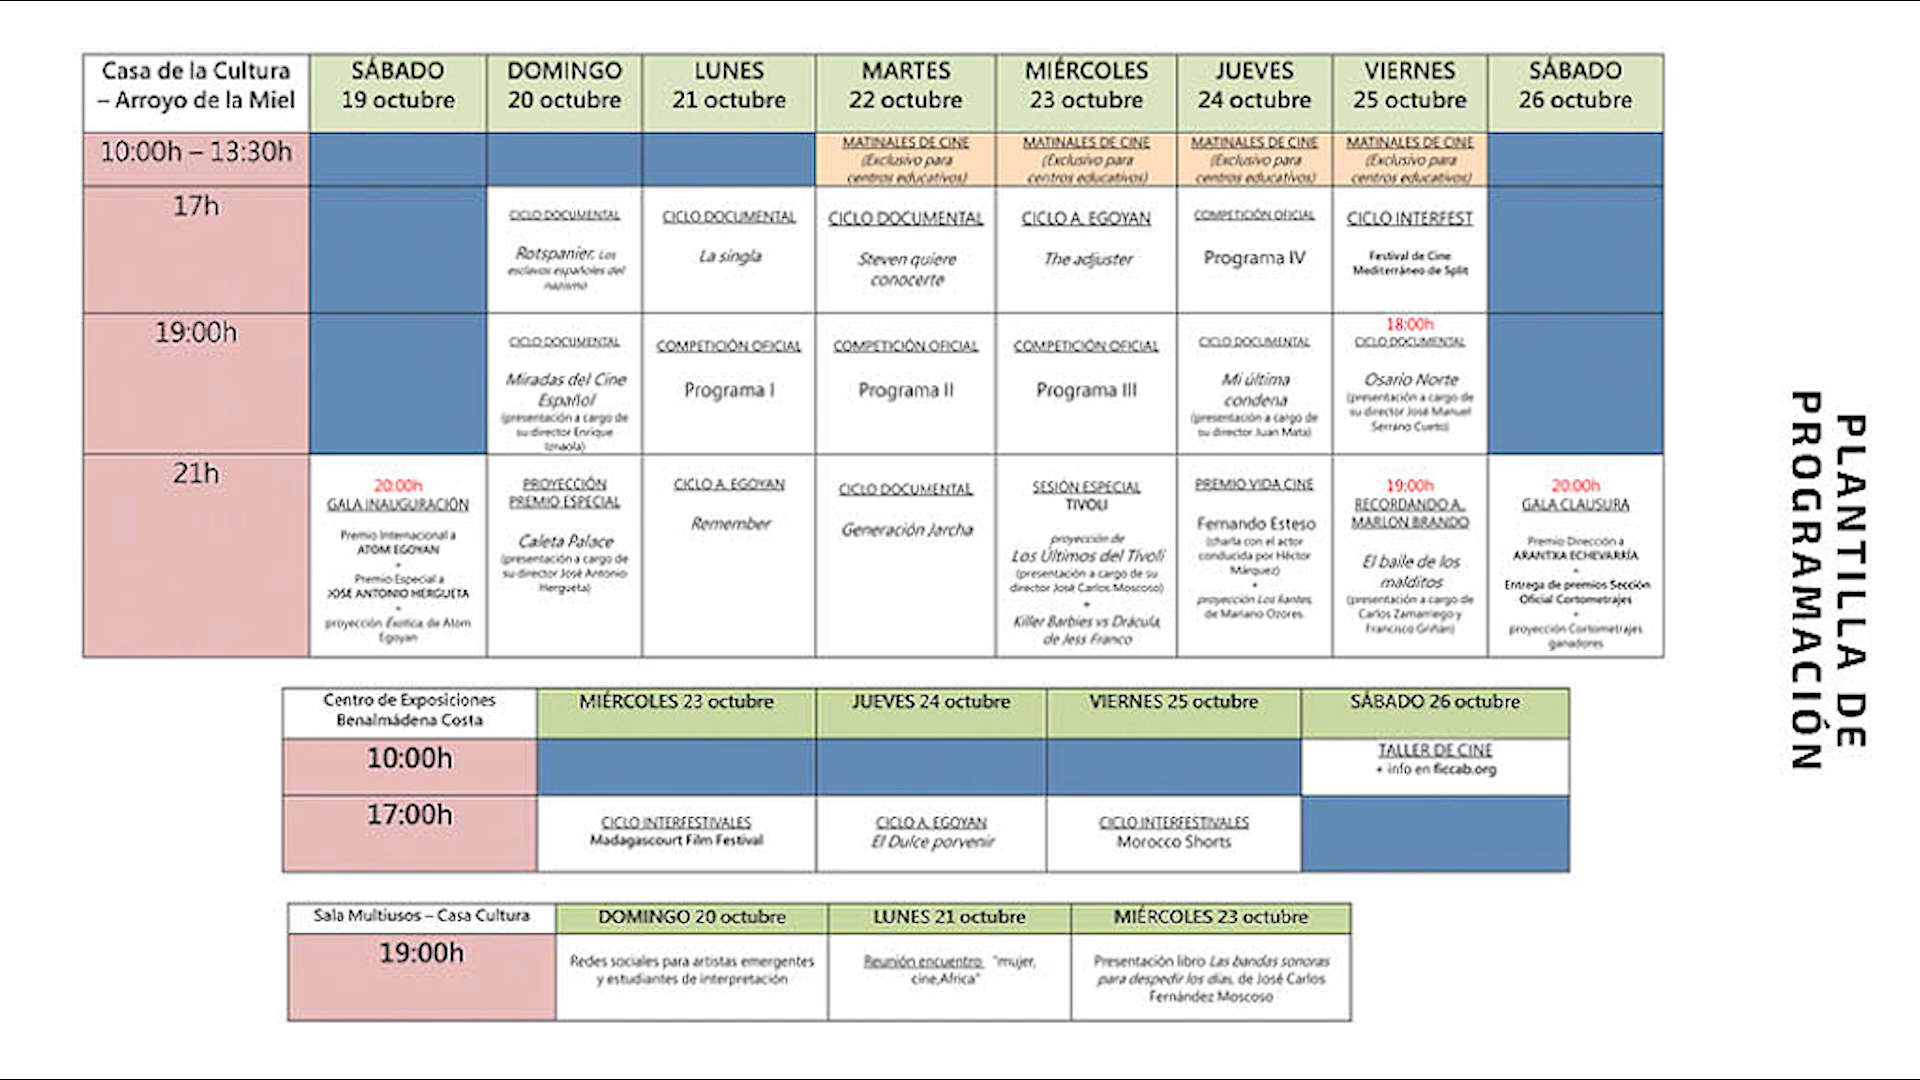 Casa de la Cultura
– Arroyo de la Miel
SÁBADO
19 octubre
DOMINGO
20 octubre
LUNES
21 octubre
MARTES
22 octubre
MIÉRCOLES
23 octubre
JUEVES
24 octubre
VIERNES
25 octubre
SÁBADO
26 octubre
10:00h – 13:30h
MATINALES DE CINE
(Exclusivo para
centros educativos)
MATINALES DE CINE
(Exclusivo para
centros educativos)
MATINALES DE CINE
(Exclusivo para
centros educativos)
MATINALES DE CINE
(Exclusivo para
centros educativos)
17h
CICLO DOCUMENTAL
Rotspanier. Los
esclavos españoles del
nazismo
CICLO DOCUMENTAL
La singla
CICLO DOCUMENTAL
Steven quiere
conocerte
CICLO A. EGOYAN
The adjuster
COMPETICIÓN OFICIAL
Programa IV
CICLO INTERFEST
Festival de Cine
Mediterráneo de Split
19:00h
CICLO DOCUMENTAL
Miradas del Cine
Español
(presentación a cargo de
su director Enrique
COMPETICIÓN OFICIAL
Programa I
COMPETICIÓN OFICIAL
Programa II
COMPETICIÓN OFICIAL
Programa III
CICLO DOCUMENTAL
Mi última
condena
(presentación a cargo de
su director Juan Mata)
18:00h
CICLO DOCUMENTAL
Osario Norte
(presentación a cargo de
su director José Manuel
Serrano Cueto)
21h
20:00h
GALA INAUGURACIÓN
Premio Internacional a
ATOM EGOYAN
+
Premio Especial a
JOSE ANTONIO HERGUETA
+
proyección Éxotica, de Atom
Egoyan
PROYECCIÓN
PREMIO ESPECIAL
Caleta Palace
(presentación a cargo de
su director José Antonio
Hergueta)
CICLO A. EGOYAN
Remember
CICLO DOCUMENTAL
Generación Jarcha
SESIÓN ESPECIAL
TIVOLI
proyección de
Los Últimos del Tívoli
(presentación a cargo de su
director José Carlos Moscoso)
+
Killer Barbies vs Drácula,
de Jess Franco
PREMIO VIDA CINE
Fernando Esteso
(charla con el actor
conducida por Héctor
Márquez)
+
proyección Los liantes,
de Mariano Ozores.
19:00h
RECORDANDO A.
MARLON BRANDO
El baile de los
malditos
(presentación a cargo de
Carlos Zamarriego y
Francisco Griñán)
20:00h
GALA CLAUSURA
Premio Dirección a
ARANTXA ECHEVARRÍA
+
Entrega de premios Sección
Oficial Cortometrajes
+
proyección Cortometrajes
ganadores
PLANTILLA DE
PROGRAMACIÓN
Centro de Exposiciones
Benalmádena Costa
MIÉRCOLES 23 octubre
JUEVES 24 octubre
VIERNES 25 octubre
SÁBADO 26 octubre
10:00h
TALLER DE CINE
+ info en ficcab.org
17:00h
CICLO INTERFESTIVALES
Madagascourt Film Festival
CICLO A. EGOYAN
El Dulce porvenir
CICLO INTERFESTIVALES
Morocco Shorts
Sala Multiusos – Casa Cultura
DOMINGO 20 octubre
LUNES 21 octubre
MIÉRCOLES 23 octubre
19:00h
Redes sociales para artistas emergentes
y estudiantes de interpretación
Reunión encuentro "mujer,
cine,Africa"
Presentación libro Las bandas sonoras
para despedir los días, de José Carlos
Fernández Moscoso